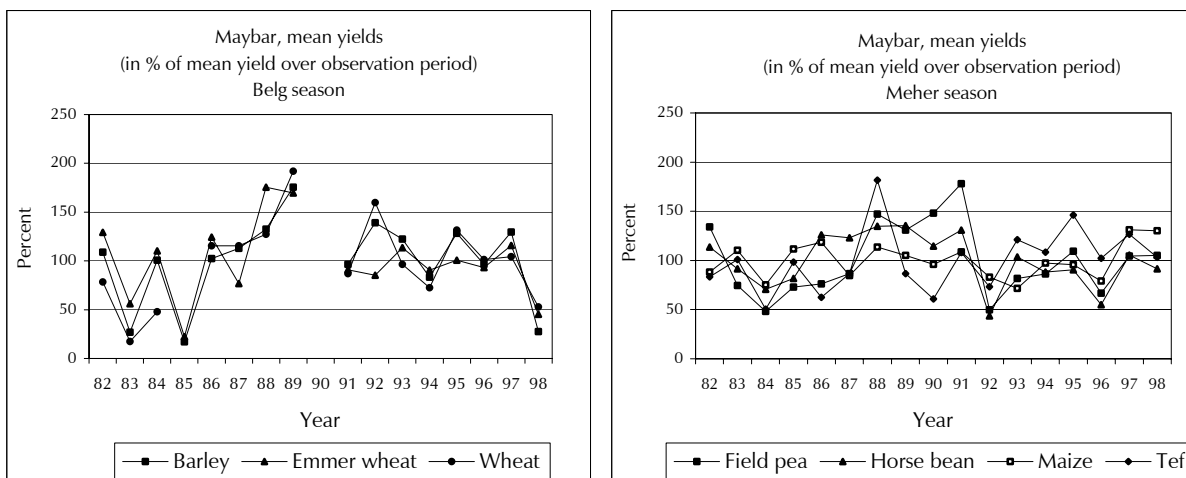 Maybar, mean yields
(in % of mean yield over observation period)
Belg season
250
200
150
100
50
0
Percent
82 83 84 85 86 87 88 89 90 91 92 93 94 95 96 97 98
Year
Barley Emmer wheat Wheat
Maybar, mean yields
(in % of mean yield over observation period)
Meher season
250
200
150
100
50
0
Percent
82 83 84 85 86 87 88 89 90 91 92 93 94 95 96 97 98
Year
Field pea Horse bean Maize Tef